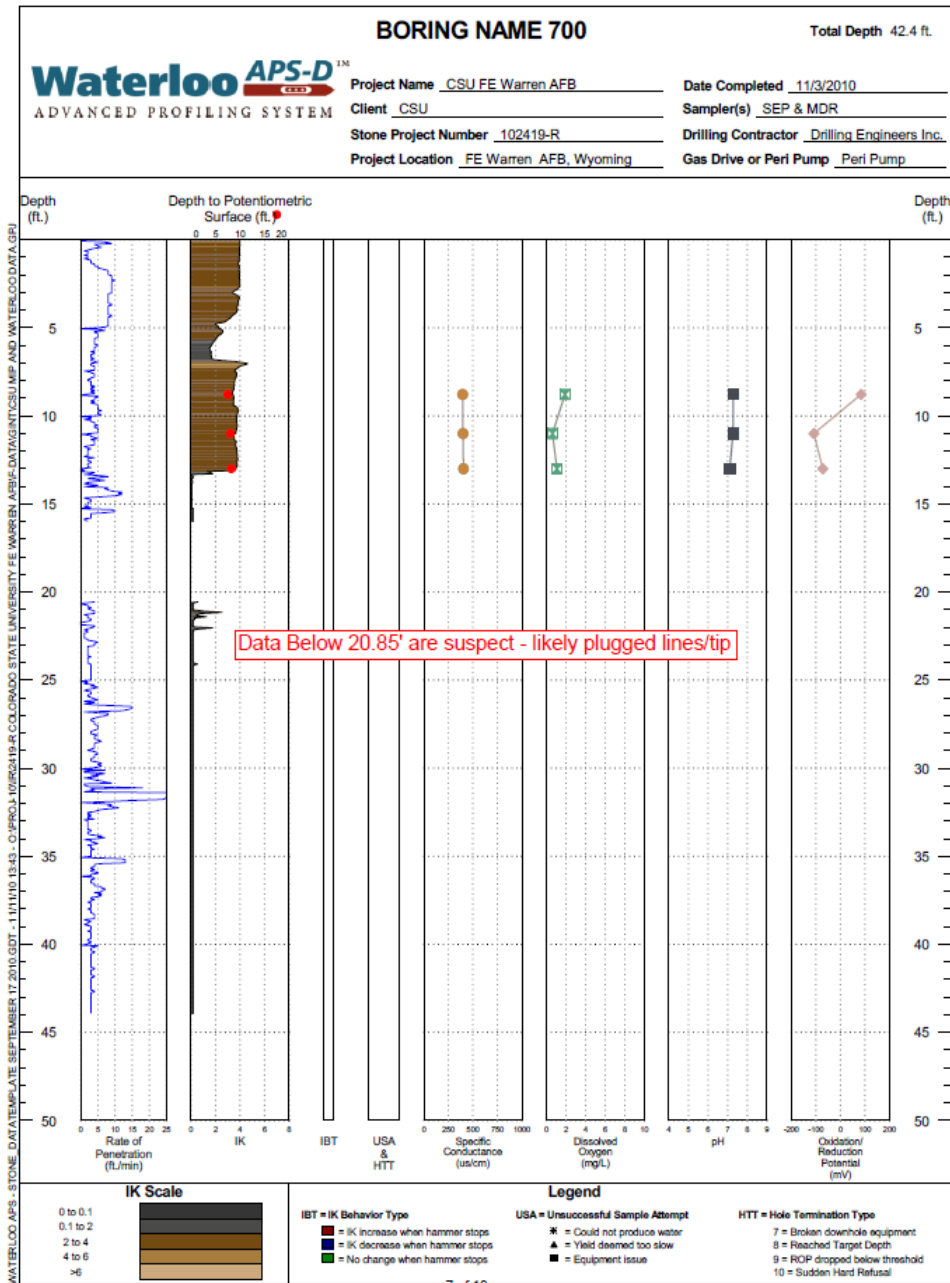 BORING NAME 700
Total Depth 42.4 ft.
Waterloo APS-D™
ADVANCED PROFILING SYSTEM
Project Name CSU FE Warren AFB
Client CSU
Stone Project Number 102419-R
Project Location FE Warren AFB, Wyoming
Date Completed 11/3/2010
Sampler(s) SEP & MDR
Drilling Contractor Drilling Engineers Inc.
Gas Drive or Peri Pump Peri Pump
Depth
(ft.)
Depth to Potentiometric
Surface (ft.)
0 5 10 15 20
Depth
(ft.)
5 5
10 10
15 15
20 20
Data Below 20.85' are suspect - likely plugged lines/tip
25 25
30 30
35 35
40 40
45 45
50 50
0 5 10 15 20 25
Rate of
Penetration
(ft./min)
0 2 4 6 8
IK
IBT
USA
&
HTT
0 250 500 750 1000
Specific
Conductance
(us/cm)
0 2 4 6 8 10
Dissolved
Oxygen
(mg/L)
4 5 6 7 8 9
pH
-200 -100 0 100 200
Oxidation/
Reduction
Potential
(mV)
IK Scale
0 to 0.1
0.1 to 2
2 to 4
4 to 6
>6
Legend
IBT = IK Behavior Type
= IK increase when hammer stops
= IK decrease when hammer stops
= No change when hammer stops
USA = Unsuccessful Sample Attempt
= Could not produce water
= Yield deemed too slow
= Equipment issue
HTT = Hole Termination Type
7 = Broken downhole equipment
8 = Reached Target Depth
9 = ROP dropped below threshold
10 = Sudden Hard Refusal